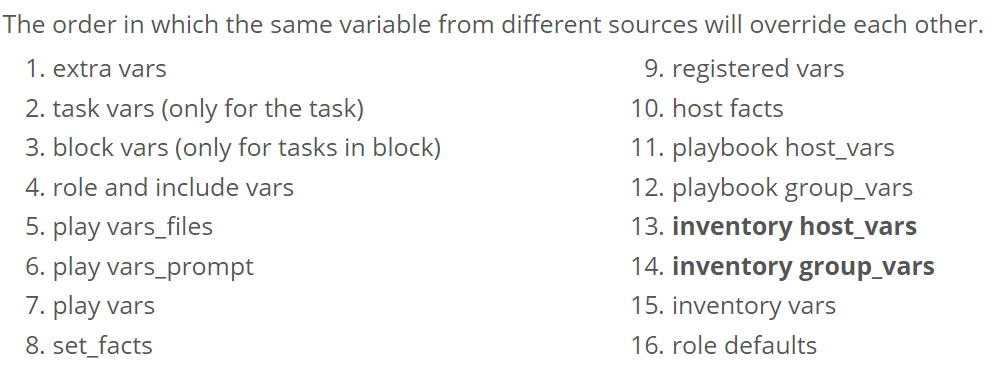 The order in which the same variable from different sources will override each other.
1. extra vars
2. task vars (only for the task)
3. block vars (only for tasks in block)
4. role and include vars
5. play vars_files
6. play vars_prompt
7. play vars
8. set_facts
9. registered vars
10. host facts
11. playbook host_vars
12. playbook group_vars
13. inventory host_vars
14. inventory group_vars
15. inventory vars
16. role defaults